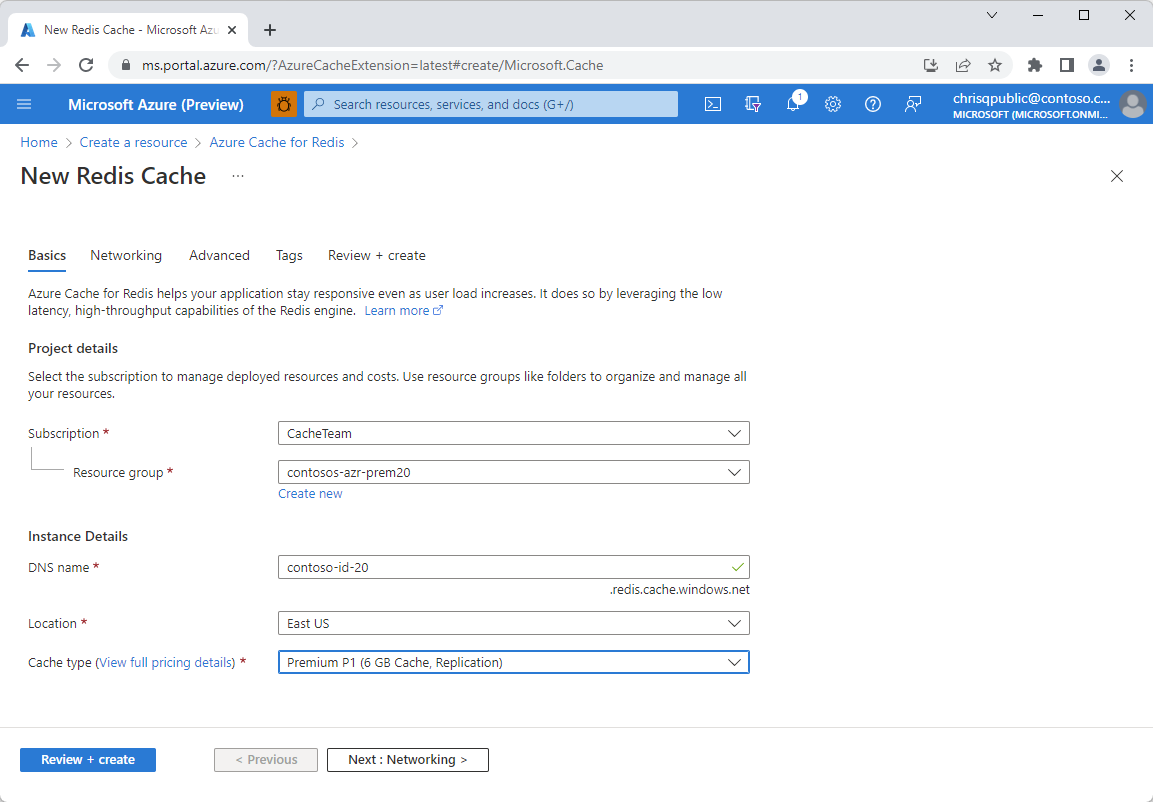 New Redis Cache - Microsoft Azu
ms.portal.azure.com/?AzureCacheExtension=latest#create/Microsoft.Cache
Microsoft Azure (Preview)
Search resources, services, and docs (G+/)
1
chrisqpublic@contoso.c...
MICROSOFT (MICROSOFT.ONMI...
Home > Create a resource > Azure Cache for Redis >
New Redis Cache ...
Basics Networking Advanced Tags Review + create
Azure Cache for Redis helps your application stay responsive even as user load increases. It does so by leveraging the low
latency, high-throughput capabilities of the Redis engine. Learn more
Project details
Select the subscription to manage deployed resources and costs. Use resource groups like folders to organize and manage all
your resources.
Subscription * CacheTeam
Resource group * contosos-azr-prem20
Create new
Instance Details
DNS name * contoso-id-20
.redis.cache.windows.net
Location * East US
Cache type (View full pricing details) * Premium P1 (6 GB Cache, Replication)
Review + create < Previous Next : Networking >